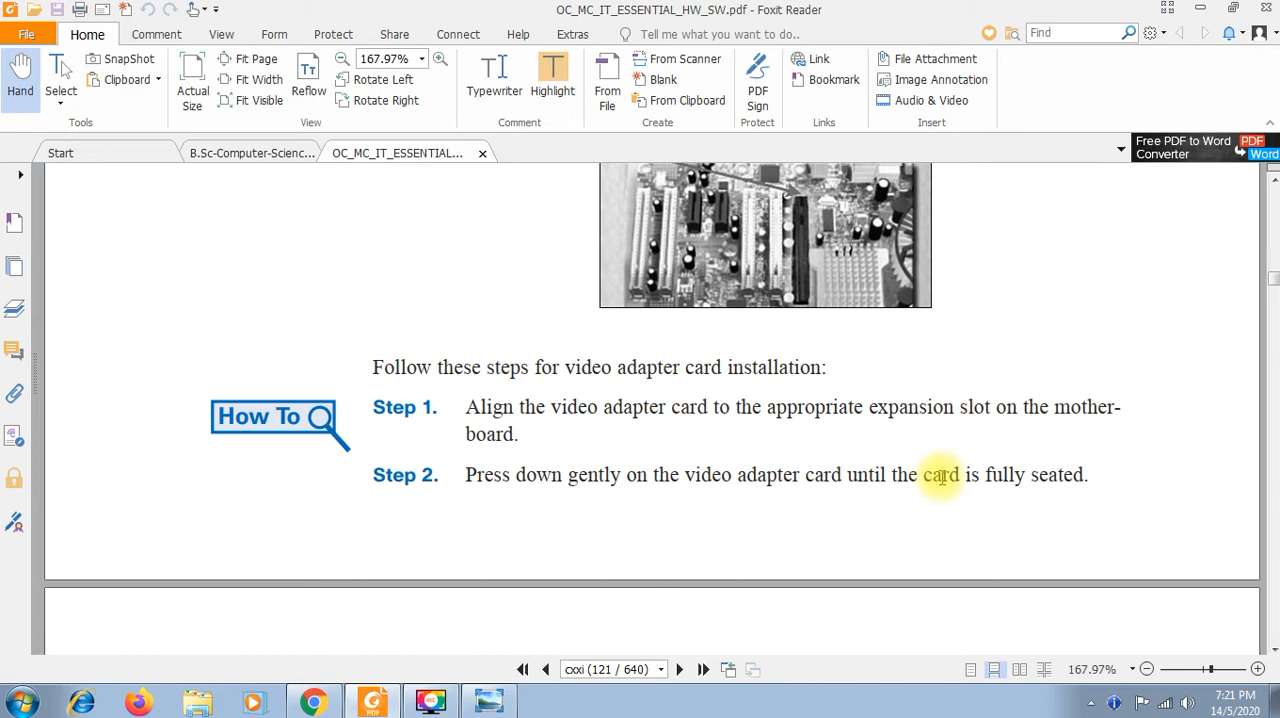 OC_MC_IT_ESSENTIAL_HW_SW.pdf - Foxit Reader
File Home Comment View Form Protect Share Connect Help Extras Tell me what you want to do.. Find
Hand
Select
SnapShot
Clipboard
Tools
Actual Size
Fit Page
Fit Width
Fit Visible
Reflow
167.97%
Rotate Left
Rotate Right
View
Typewriter
Highlight
Comment
From File
From Scanner
Blank
From Clipboard
Create
PDF Sign
Protect
Link
Bookmark
Links
File Attachment
Image Annotation
Audio & Video
Insert
Start
B.Sc-Computer-Scienc...
OC_MC_IT_ESSENTIAL...
Free PDF to Word
Converter
PDF
Word
Follow these steps for video adapter card installation:
How To
Step 1. Align the video adapter card to the appropriate expansion slot on the mother-
board.
Step 2. Press down gently on the video adapter card until the card is fully seated.
cxxi (121 / 640)
167.97%
PDF
REC
7:21 PM
14/5/2020